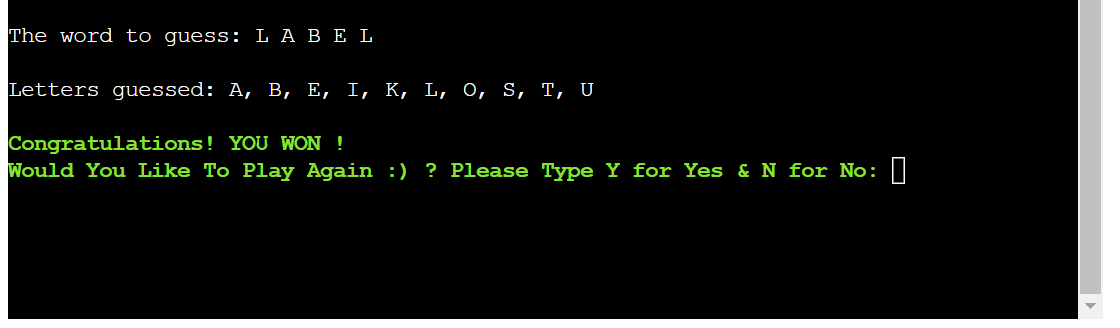 The word to guess: L A B E L
Letters guessed: A, B, E, I, K, L, O, S, T, U
Congratulations! YOU WON !
Would You Like To Play Again :) ? Please Type Y for Yes & N for No: